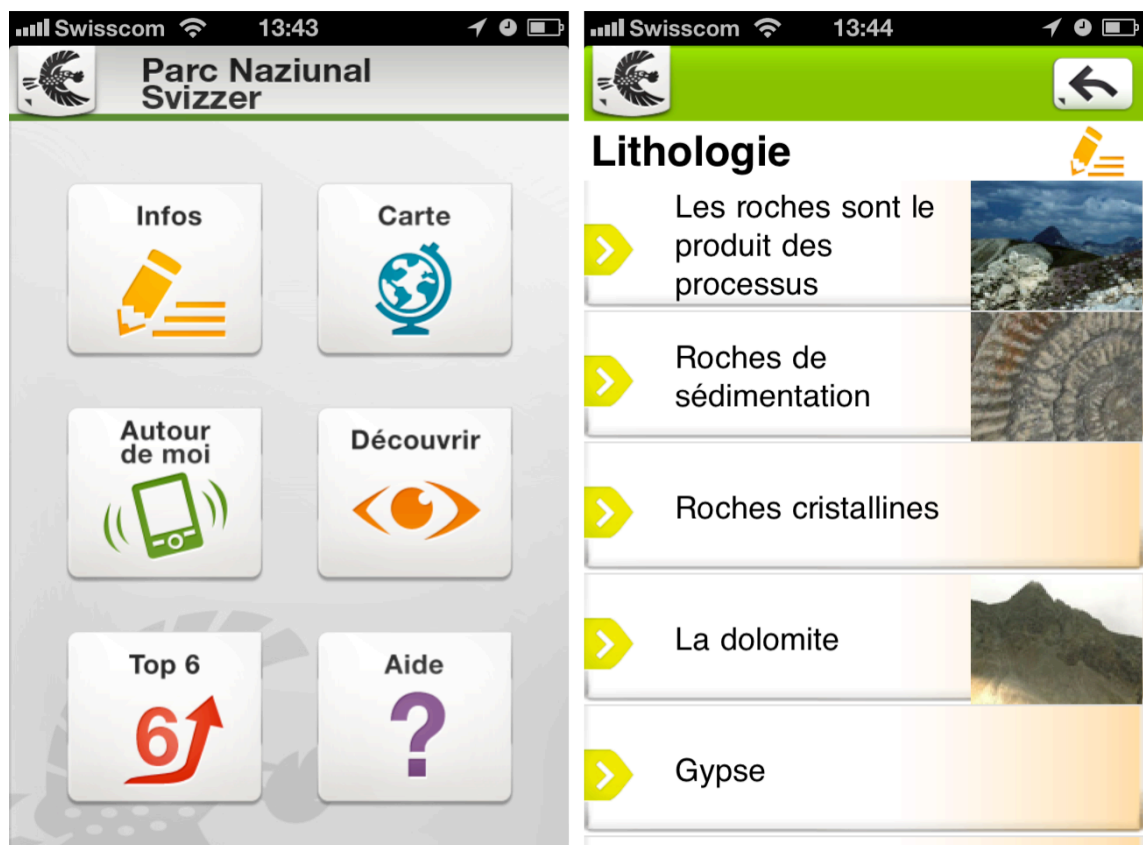 Swisscom 13:43
Parc Naziunal
Svizzer
Infos
Carte
Autour
de moi
Découvrir
Top 6
6
Aide
?
Swisscom 13:44
Lithologie
Les roches sont le
produit des
processus
Roches de
sédimentation
Roches cristallines
La dolomite
Gypse